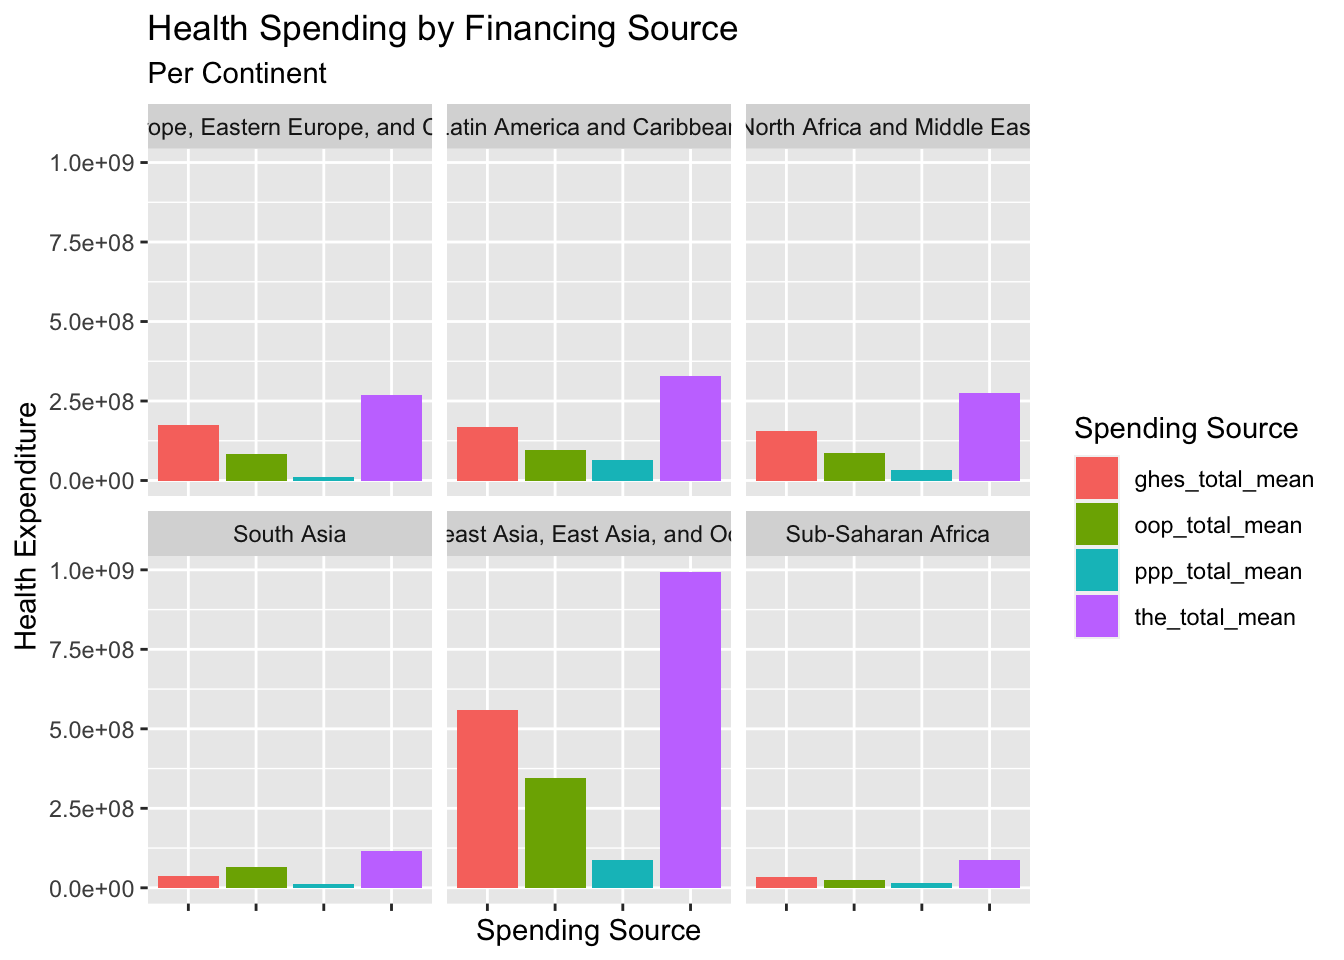 Health Spending by Financing Source
Per Continent
Europe, Eastern Europe, and
Latin America and Caribbean
North Africa and Middle East
1.0e+09
7.5e+08
5.0e+08
2.5e+08
0.0e+00
South Asia
east Asia, East Asia, and
Sub-Saharan Africa
1.0e+09
7.5e+08
5.0e+08
2.5e+08
0.0e+00
Health Expenditure
Spending Source
Spending Source
ghes_total_mean
oop_total_mean
ppp_total_mean
the_total_mean